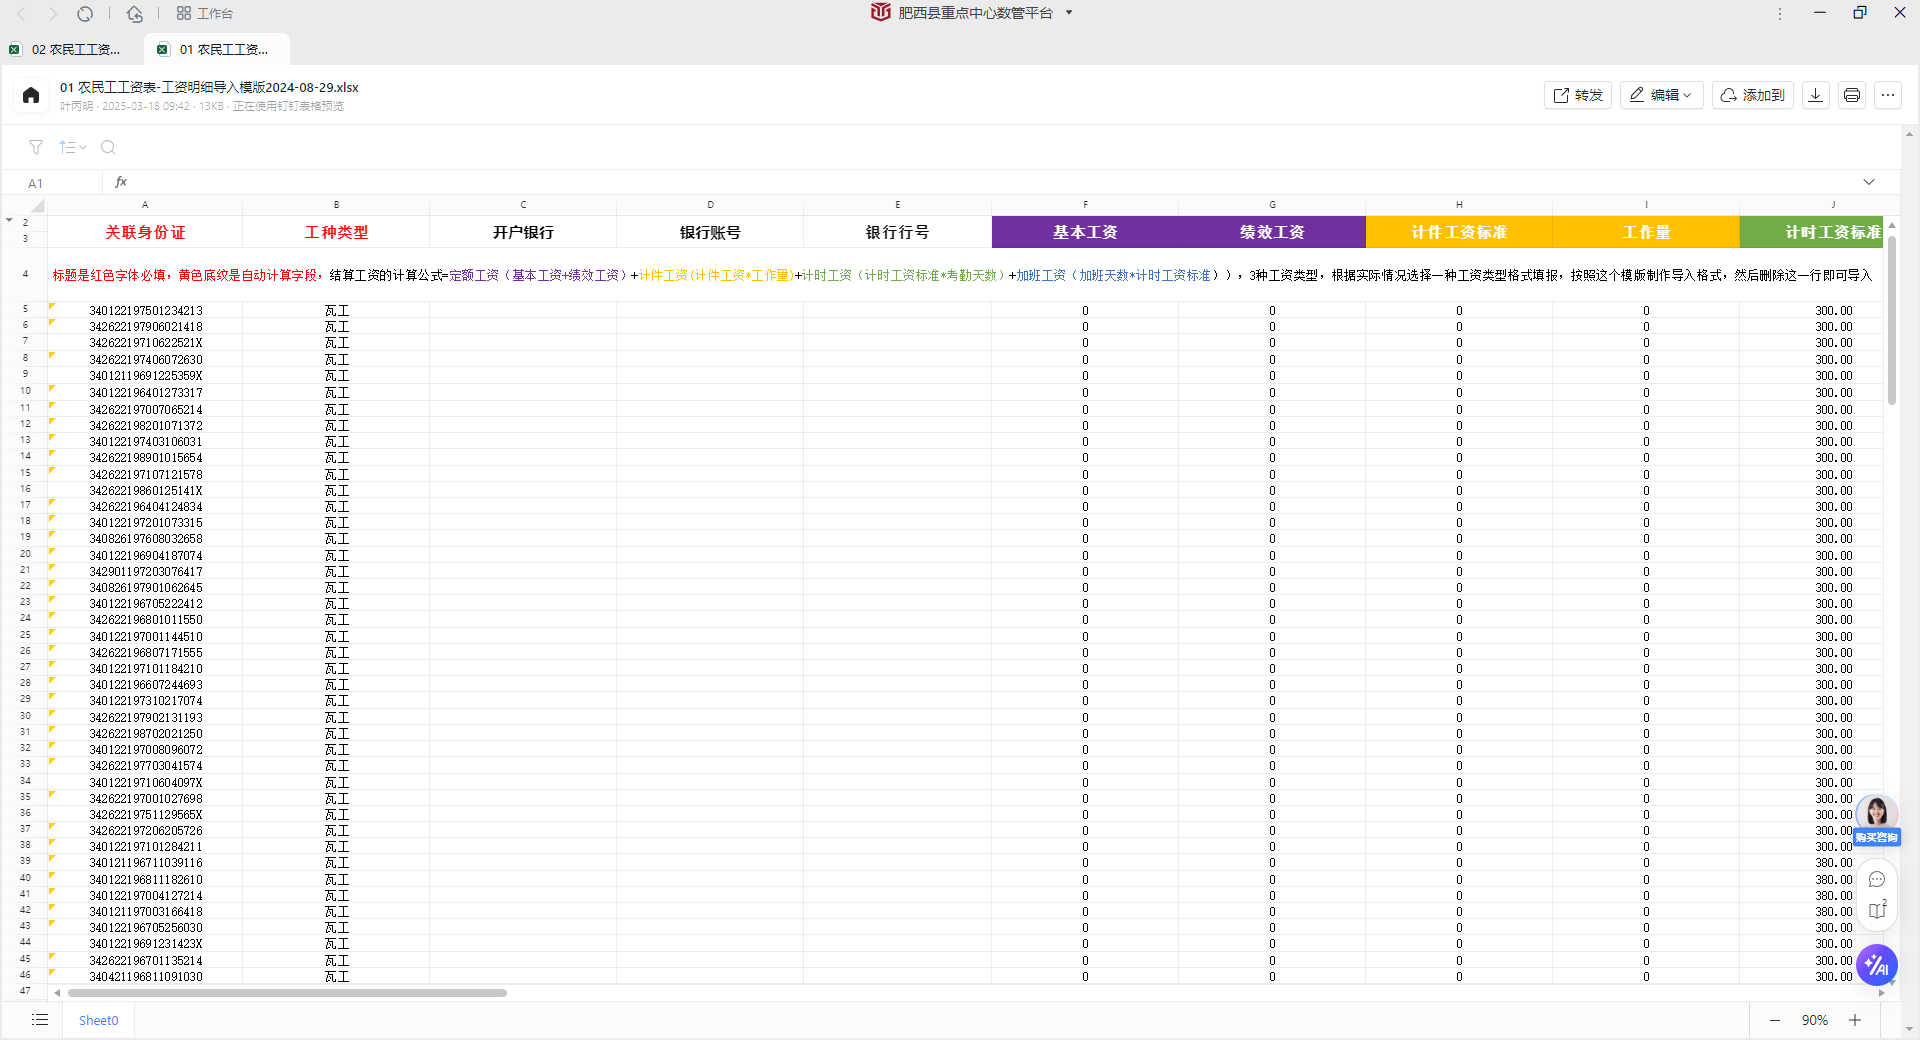 工作台
肥西县重点中心数管平台
02 农民工工资...
01 农民工工资...
01 农民工工资表-工资明细导入模版2024-08-29.xlsx
叶丙明 · 2025-03-18 09:42 · 13KB · 正在使用钉钉表格预览
转发 编辑 添加到
A1 fx
A B C D E F G H I J
2
3 关联身份证 工种类型 开户银行 银行账号 银行行号 基本工资 绩效工资 计件工资标准 工作量 计时工资标准
4 标题是红色字体必填，黄色底纹是自动计算字段，结算工资的计算公式=定额工资（基本工资+绩效工资）+计件工资(计件工资*工作量)+计时工资（计时工资标准*考勤天数）+加班工资（加班天数*计时工资标准）），3种工资类型，根据实际情况选择一种工资类型格式填报，按照这个模版制作导入格式，然后删除这一行即可导入
5 340122197501234213 瓦工 0 0 0 0 300.00
6 342622197906021418 瓦工 0 0 0 0 300.00
7 34262219710622521X 瓦工 0 0 0 0 300.00
8 342622197406072630 瓦工 0 0 0 0 300.00
9 34012119691225359X 瓦工 0 0 0 0 300.00
10 340122196401273317 瓦工 0 0 0 0 300.00
11 342622197007065214 瓦工 0 0 0 0 300.00
12 342622198201071372 瓦工 0 0 0 0 300.00
13 340122197403106031 瓦工 0 0 0 0 300.00
14 342622198901015654 瓦工 0 0 0 0 300.00
15 342622197107121578 瓦工 0 0 0 0 300.00
16 34262219860125141X 瓦工 0 0 0 0 300.00
17 342622196404124834 瓦工 0 0 0 0 300.00
18 340122197201073315 瓦工 0 0 0 0 300.00
19 340826197608032658 瓦工 0 0 0 0 300.00
20 340122196904187074 瓦工 0 0 0 0 300.00
21 342901197203076417 瓦工 0 0 0 0 300.00
22 340826197901062645 瓦工 0 0 0 0 300.00
23 340122196705222412 瓦工 0 0 0 0 300.00
24 342622196801011550 瓦工 0 0 0 0 300.00
25 340122197001144510 瓦工 0 0 0 0 300.00
26 342622196807171555 瓦工 0 0 0 0 300.00
27 340122197101184210 瓦工 0 0 0 0 300.00
28 340122196607244693 瓦工 0 0 0 0 300.00
29 340122197310217074 瓦工 0 0 0 0 300.00
30 342622197902131193 瓦工 0 0 0 0 300.00
31 342622198702021250 瓦工 0 0 0 0 300.00
32 340122197008096072 瓦工 0 0 0 0 300.00
33 342622197703041574 瓦工 0 0 0 0 300.00
34 34012219710604097X 瓦工 0 0 0 0 300.00
35 342622197001027698 瓦工 0 0 0 0 300.00
36 34262219751129565X 瓦工 0 0 0 0 300.00
37 342622197206205726 瓦工 0 0 0 0 300.00
38 340122197101284211 瓦工 0 0 0 0 300.00
39 340121196711039116 瓦工 0 0 0 0 380.00
40 340122196811182610 瓦工 0 0 0 0 380.00
41 340122197004127214 瓦工 0 0 0 0 380.00
42 340121197003166418 瓦工 0 0 0 0 380.00
43 340122196705256030 瓦工 0 0 0 0 300.00
44 34012219691231423X 瓦工 0 0 0 0 300.00
45 342622196701135214 瓦工 0 0 0 0 300.00
46 340421196811091030 瓦工 0 0 0 0 300.00
47
购买咨询
2
AI
Sheet0
90%